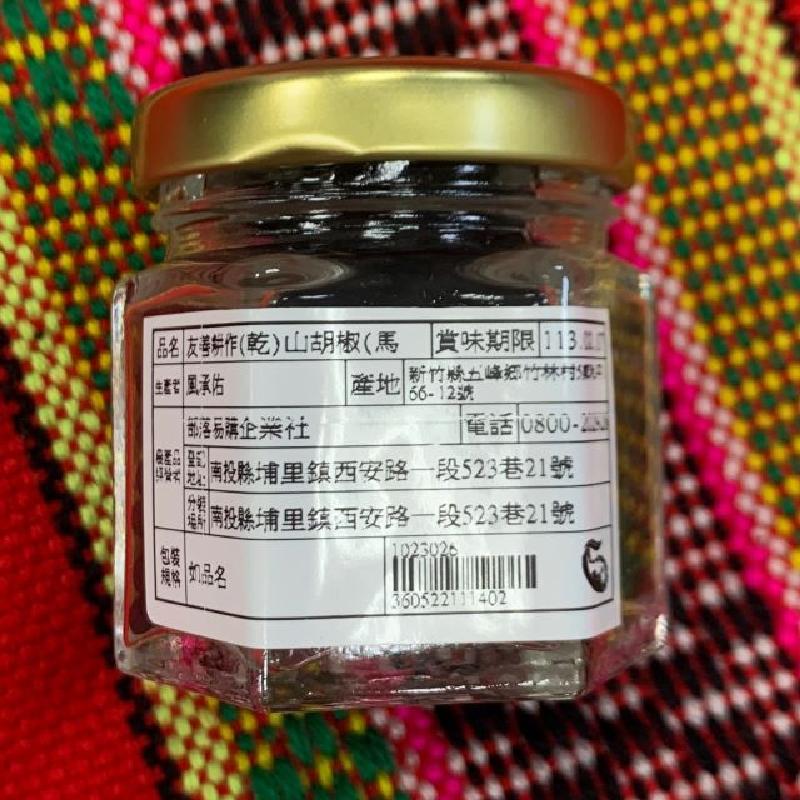 品名 友善耕作(乾)山胡椒(馬 賞味期限 113.
生產者 風承佑 產地 新竹縣五峰鄉竹林村
66-12號
部落易購企業社 電話 0800-
登記地址 南投縣埔里鎮西安路一段523巷21號
分裝場所 南投縣埔里鎮西安路一段523巷21號
包裝規格 如品名
1023026
360522111402